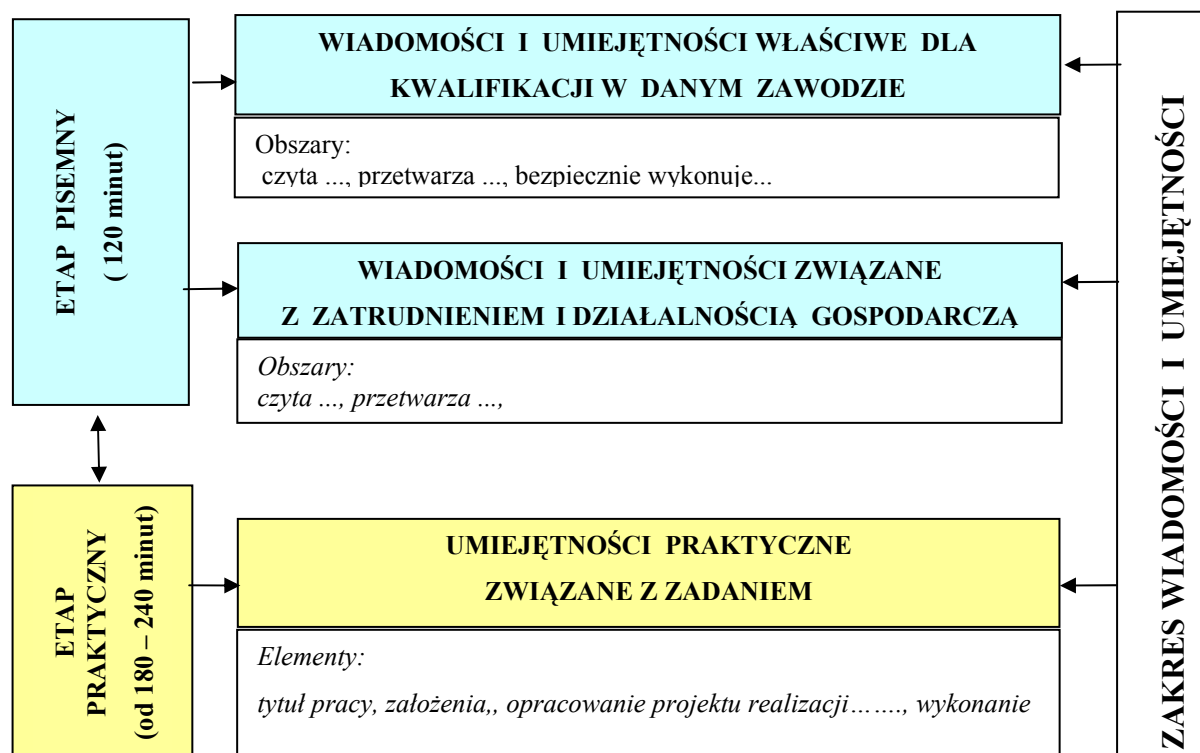 ETAP PISEMNY
( 120 minut)
WIADOMOŚCI I UMIEJĘTNOŚCI WŁAŚCIWE DLA
KWALIFIKACJI W DANYM ZAWODZIE
Obszary:
czyta ..., przetwarza ..., bezpiecznie wykonuje...
WIADOMOŚCI I UMIEJĘTNOŚCI ZWIĄZANE
Z ZATRUDNIENIEM I DZIAŁALNOŚCIĄ GOSPODARCZĄ
Obszary:
czyta ..., przetwarza ...,
ETAP
PRAKTYCZNY
(od 180 – 240 minut)
UMIEJĘTNOŚCI PRAKTYCZNE
ZWIĄZANE Z ZADANIEM
Elementy:
tytuł pracy, założenia,, opracowanie projektu realizacji……., wykonanie
ZAKRES WIADOMOŚCI I UMIEJĘTNOŚCI